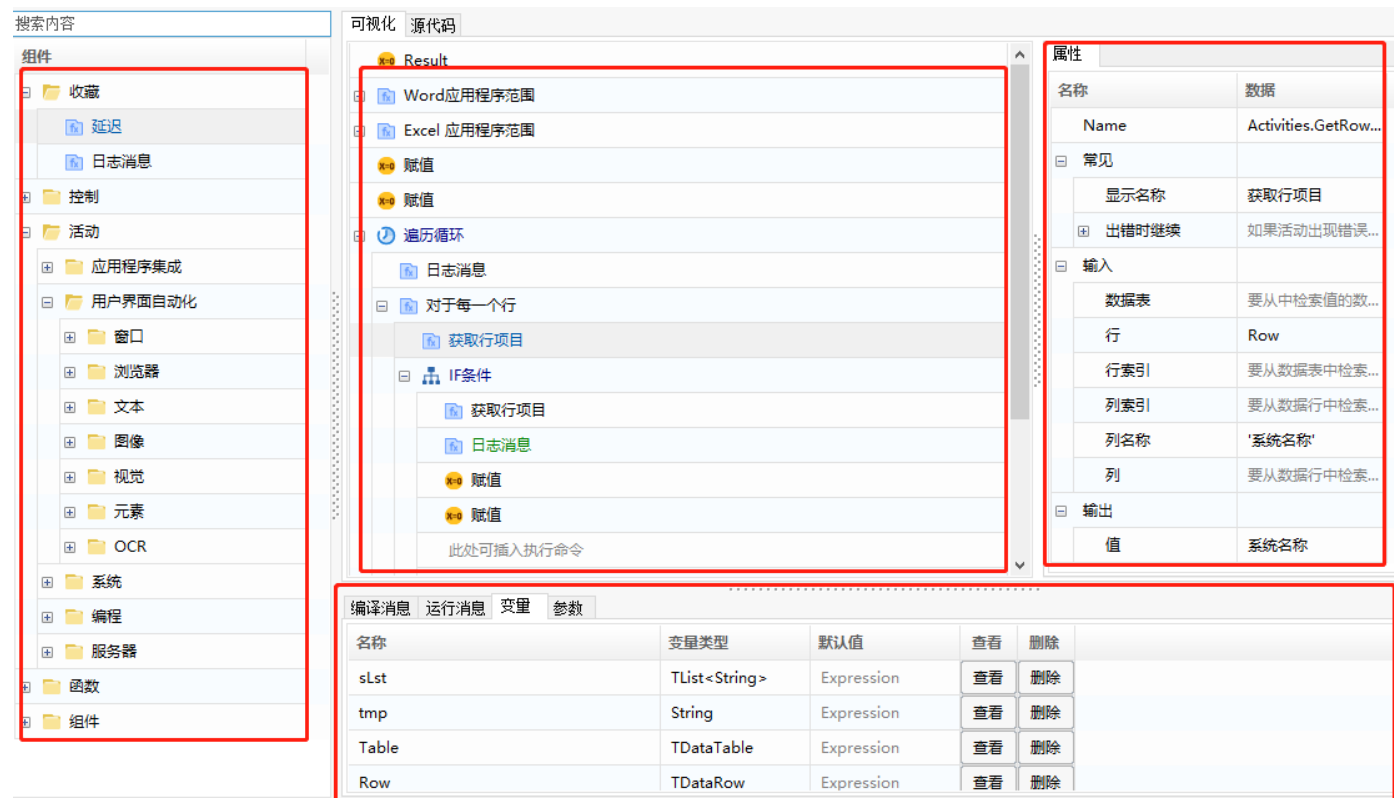 搜索内容
组件
收藏
延迟
日志消息
控制
活动
应用程序集成
用户界面自动化
窗口
浏览器
文本
图像
视觉
元素
OCR
系统
编程
服务器
函数
组件
可视化 源代码
Result
Word应用程序范围
Excel 应用程序范围
赋值
赋值
遍历循环
日志消息
对于每一个行
获取行项目
IF条件
获取行项目
日志消息
赋值
赋值
此处可插入执行命令
属性
名称 数据
Name Activities.GetRow...
常见
显示名称 获取行项目
出错时继续 如果活动出现错误...
输入
数据表 要从中检索值的数...
行 Row
行索引 要从数据表中检索...
列索引 要从数据行中检索...
列名称 '系统名称'
列 要从数据行中检索...
输出
值 系统名称
编译消息 运行消息 变量 参数
名称 变量类型 默认值 查看 删除
sLst TList<String> Expression 查看 删除
tmp String Expression 查看 删除
Table TDataTable Expression 查看 删除
Row TDataRow Expression 查看 删除